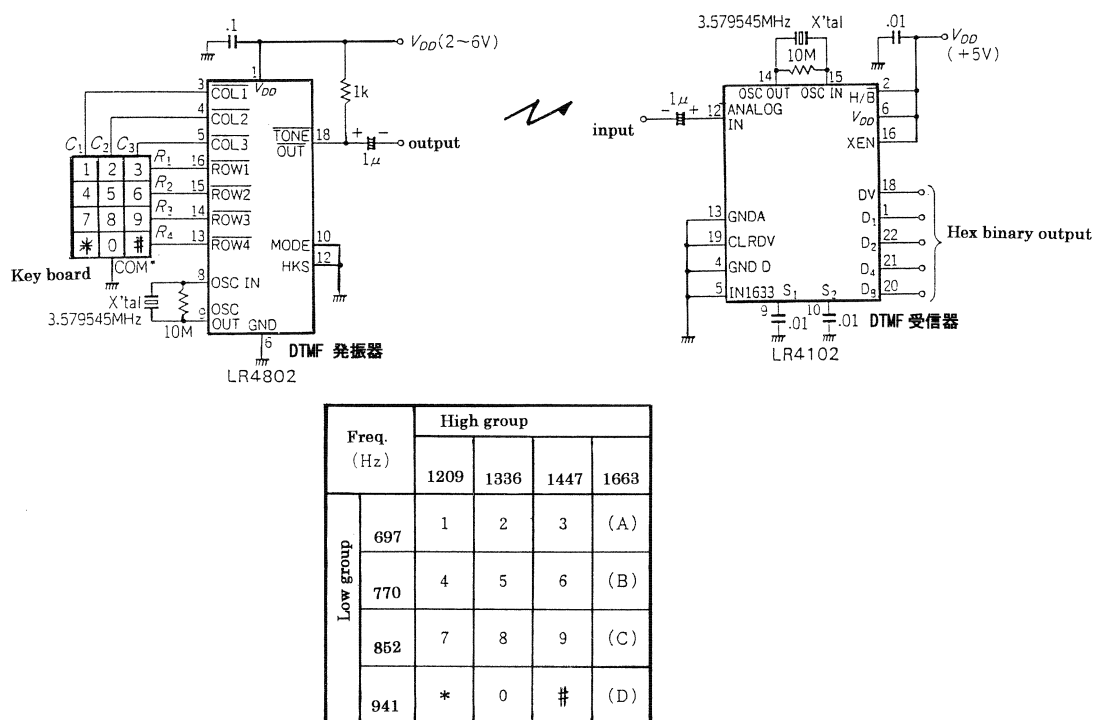 .1
V_DD(2~6V)
1
V_DD
1k
3 COL1
4 COL2
5 COL3
C1 C2 C3
TONE OUT 18
+ −
1μ
output
1 2 3
4 5 6
7 8 9
* 0 #
R1 16 ROW1
R2 15 ROW2
R3 14 ROW3
R4 13 ROW4
MODE 10
HKS 12
Key board
COM
8 OSC IN
X'tal
3.579545MHz
10M
9 OSC OUT
GND
6
DTMF 発振器
LR4802
3.579545MHz X'tal
10M
14 15
OSC OUT OSC IN
.01
V_DD
(+5V)
input
− 1μ +
12 ANALOG IN
2
H/B
V_DD 6
XEN 16
DV 18
D1 1
D2 22
D4 21
D8 20
Hex binary output
13 GNDA
19 CLRDV
4 GND D
5 IN1633
S1 S2
9 .01
10 .01
DTMF 受信器
LR4102
Freq.
(Hz)
High group
1209 1336 1447 1663
Low group
697 1 2 3 (A)
770 4 5 6 (B)
852 7 8 9 (C)
941 * 0 # (D)